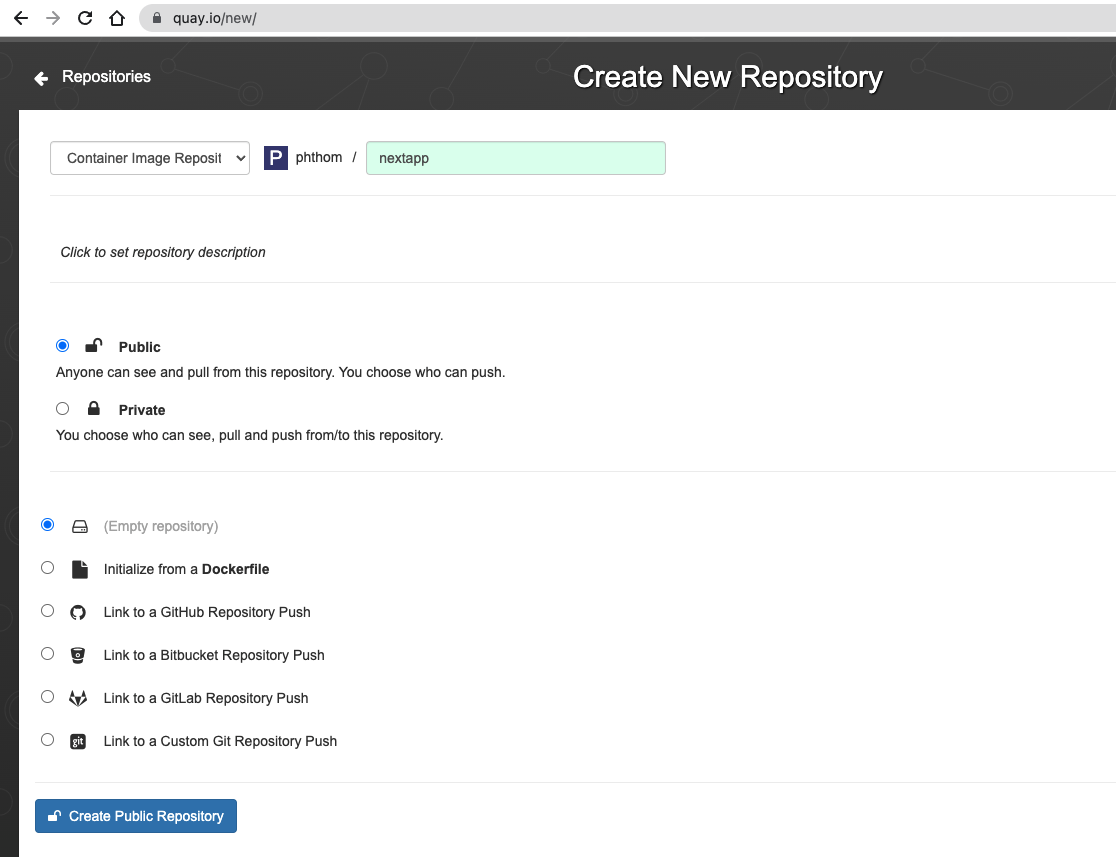 quay.io/new/
Repositories
Create New Repository
Container Image Reposit
P phthom / nextapp
Click to set repository description
Public
Anyone can see and pull from this repository. You choose who can push.
Private
You choose who can see, pull and push from/to this repository.
(Empty repository)
Initialize from a Dockerfile
Link to a GitHub Repository Push
Link to a Bitbucket Repository Push
Link to a GitLab Repository Push
git Link to a Custom Git Repository Push
Create Public Repository